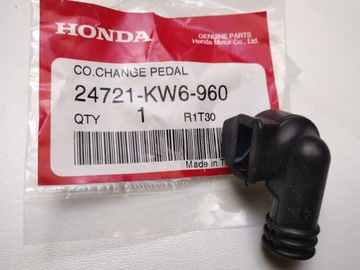 HONDA
GENUINE PARTS
Honda Motor Co., Ltd.
CO.CHANGE PEDAL
24721-KW6-960
QTY 1 R1T30
Made in T